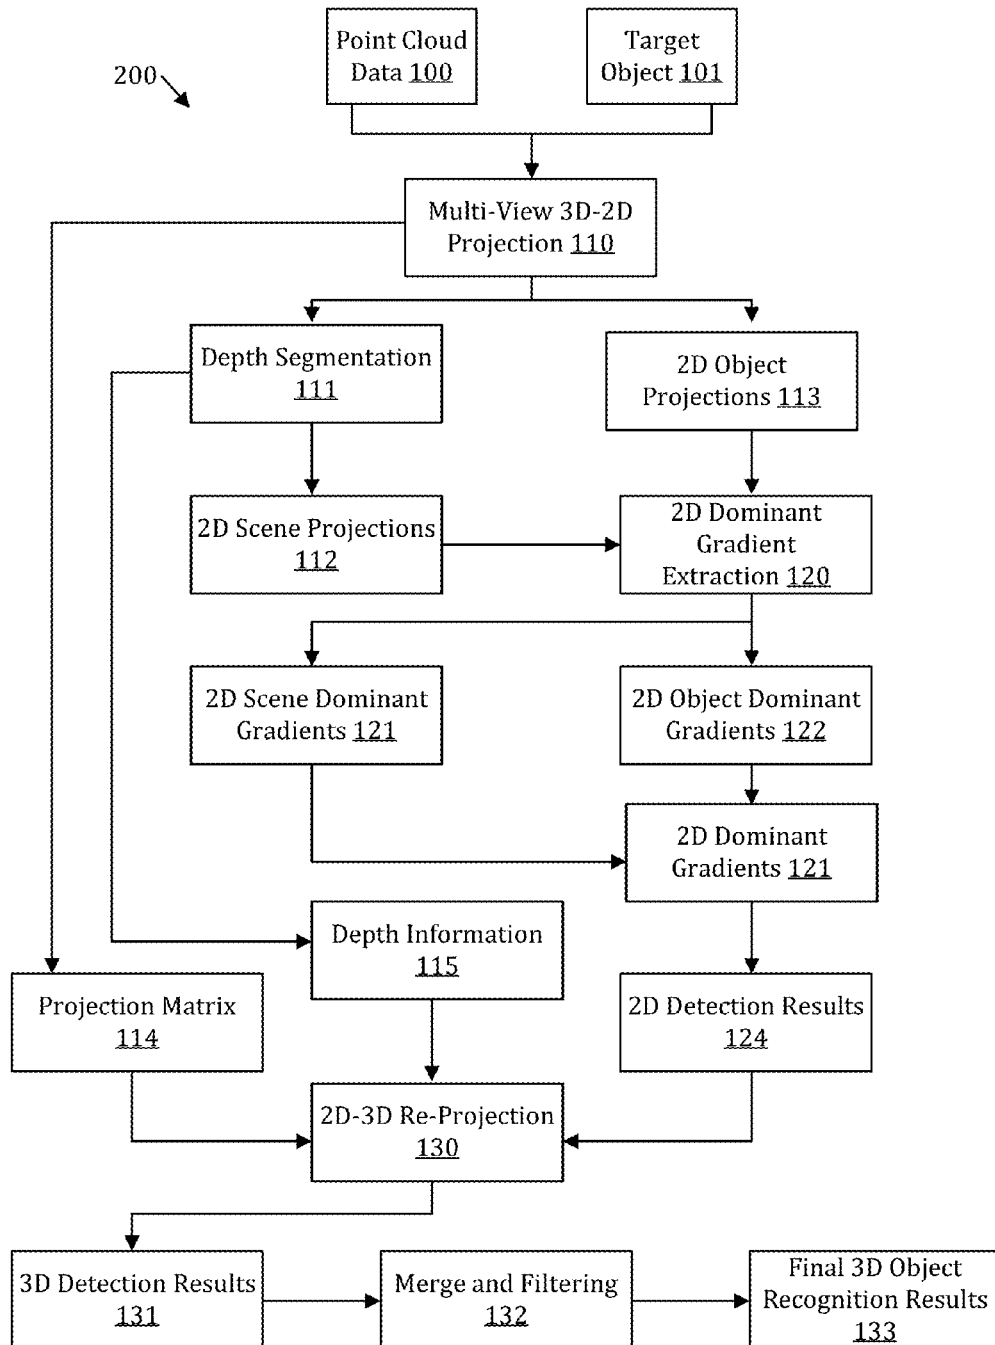 Point Cloud
Data 100
Target
Object 101
200
Multi-View 3D-2D
Projection 110
Depth Segmentation
111
2D Object
Projections 113
2D Scene Projections
112
2D Dominant
Gradient
Extraction 120
2D Scene Dominant
Gradients 121
2D Object Dominant
Gradients 122
2D Dominant
Gradients 121
Depth Information
115
Projection Matrix
114
2D Detection Results
124
2D-3D Re-Projection
130
3D Detection Results
131
Merge and Filtering
132
Final 3D Object
Recognition Results
133